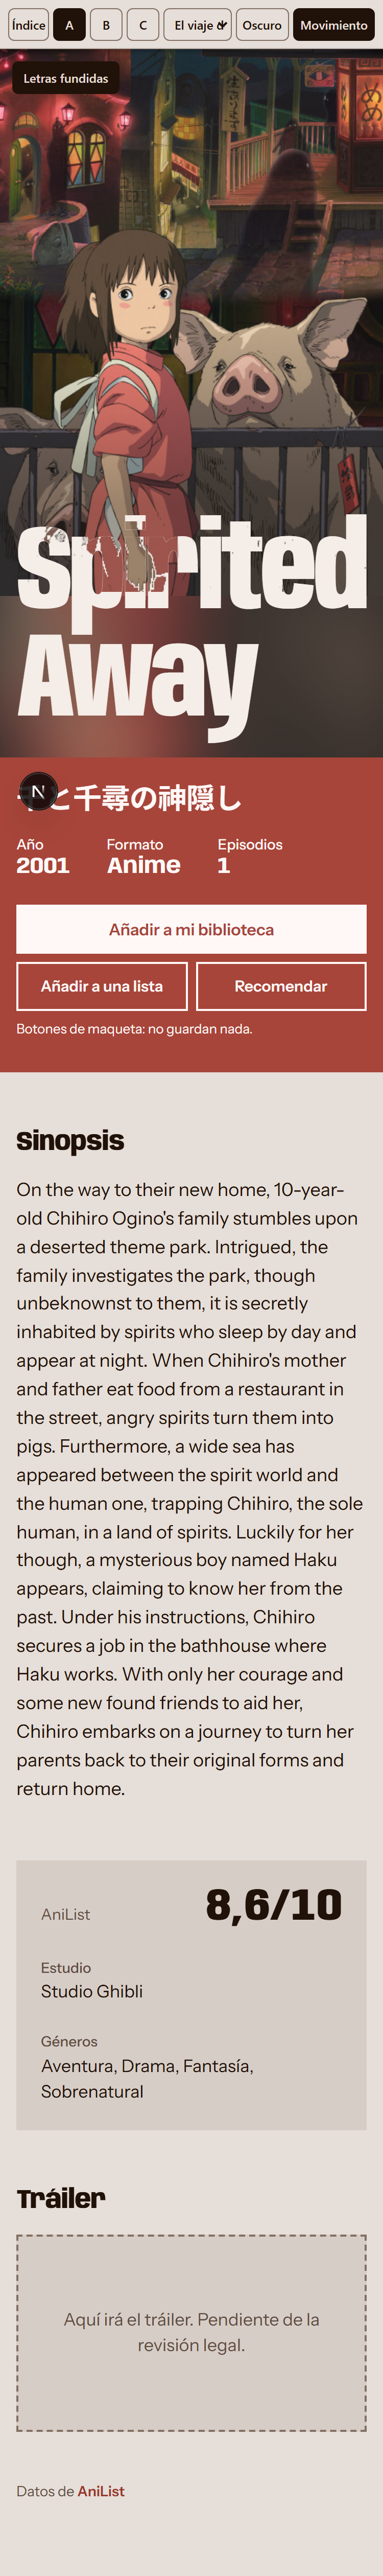 Índice A B C El viaje d Oscuro Movimiento
Letras fundidas
Spirited
Away
N と千尋の神隠し
Año Formato Episodios
2001 Anime 1
Añadir a mi biblioteca
Añadir a una lista Recomendar
Botones de maqueta: no guardan nada.
Sinopsis
On the way to their new home, 10-year-
old Chihiro Ogino's family stumbles upon
a deserted theme park. Intrigued, the
family investigates the park, though
unbeknownst to them, it is secretly
inhabited by spirits who sleep by day and
appear at night. When Chihiro's mother
and father eat food from a restaurant in
the street, angry spirits turn them into
pigs. Furthermore, a wide sea has
appeared between the spirit world and
the human one, trapping Chihiro, the sole
human, in a land of spirits. Luckily for her
though, a mysterious boy named Haku
appears, claiming to know her from the
past. Under his instructions, Chihiro
secures a job in the bathhouse where
Haku works. With only her courage and
some new found friends to aid her,
Chihiro embarks on a journey to turn her
parents back to their original forms and
return home.
AniList 8,6/10
Estudio
Studio Ghibli
Géneros
Aventura, Drama, Fantasía,
Sobrenatural
Tráiler
Aquí irá el tráiler. Pendiente de la
revisión legal.
Datos de AniList